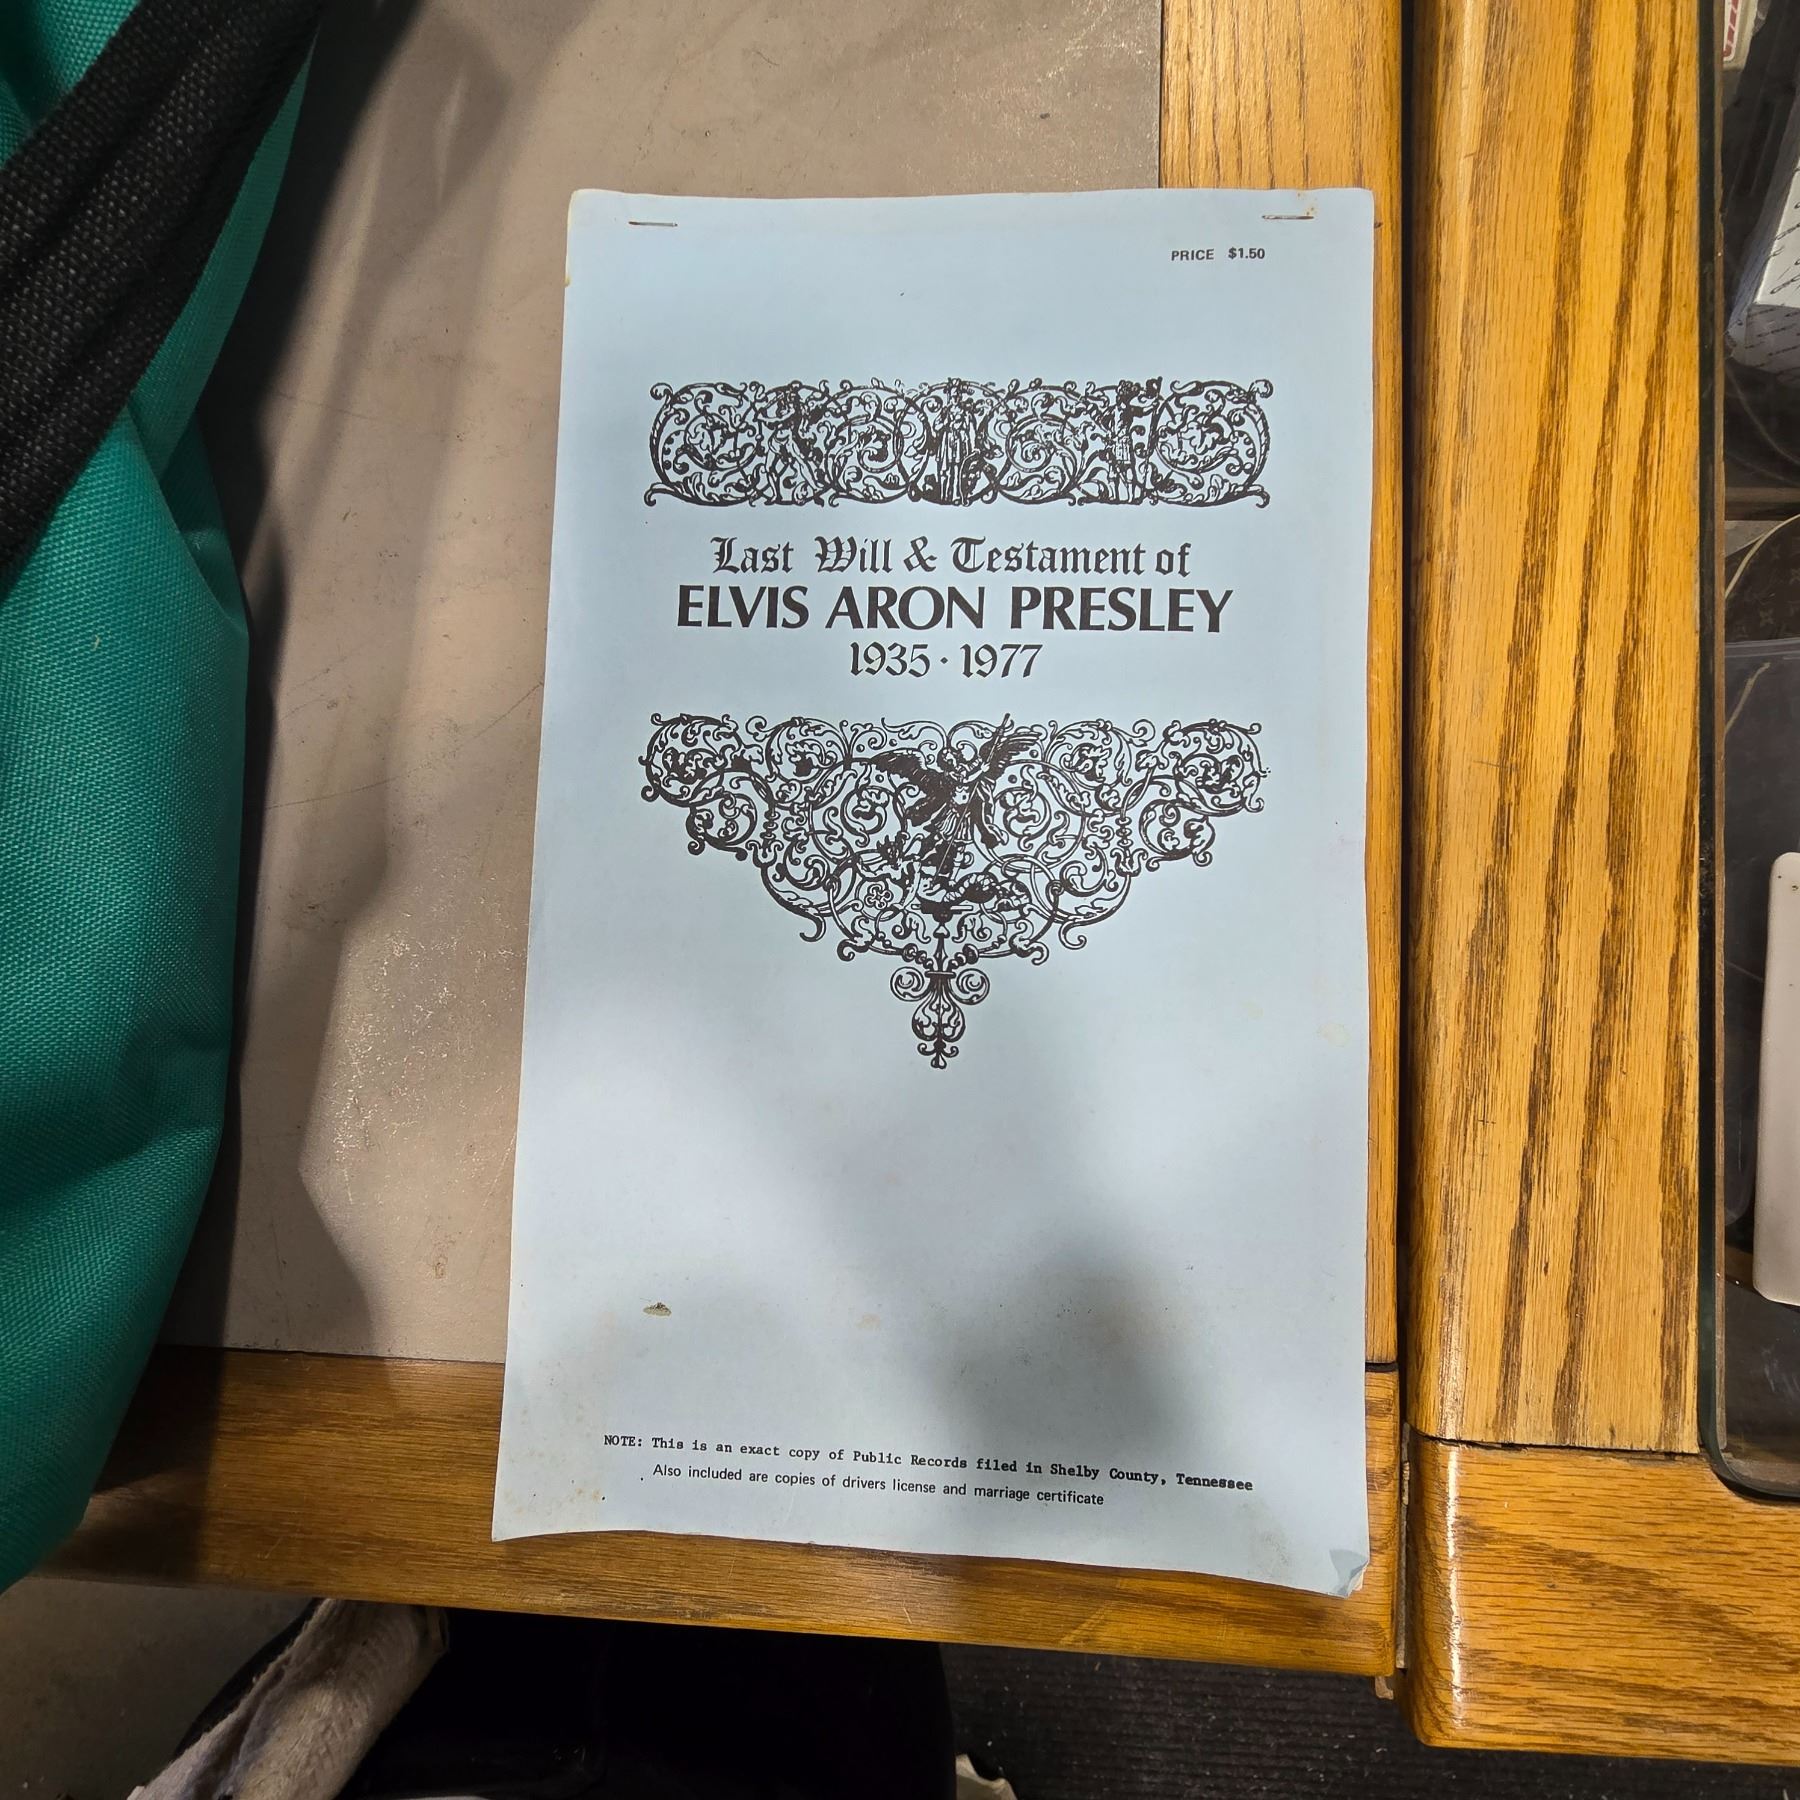 PRICE $1.50
Last Will & Testament of
ELVIS ARON PRESLEY
1935 · 1977
NOTE: This is an exact copy of Public Records filed in Shelby County, Tennessee
Also included are copies of drivers license and marriage certificate